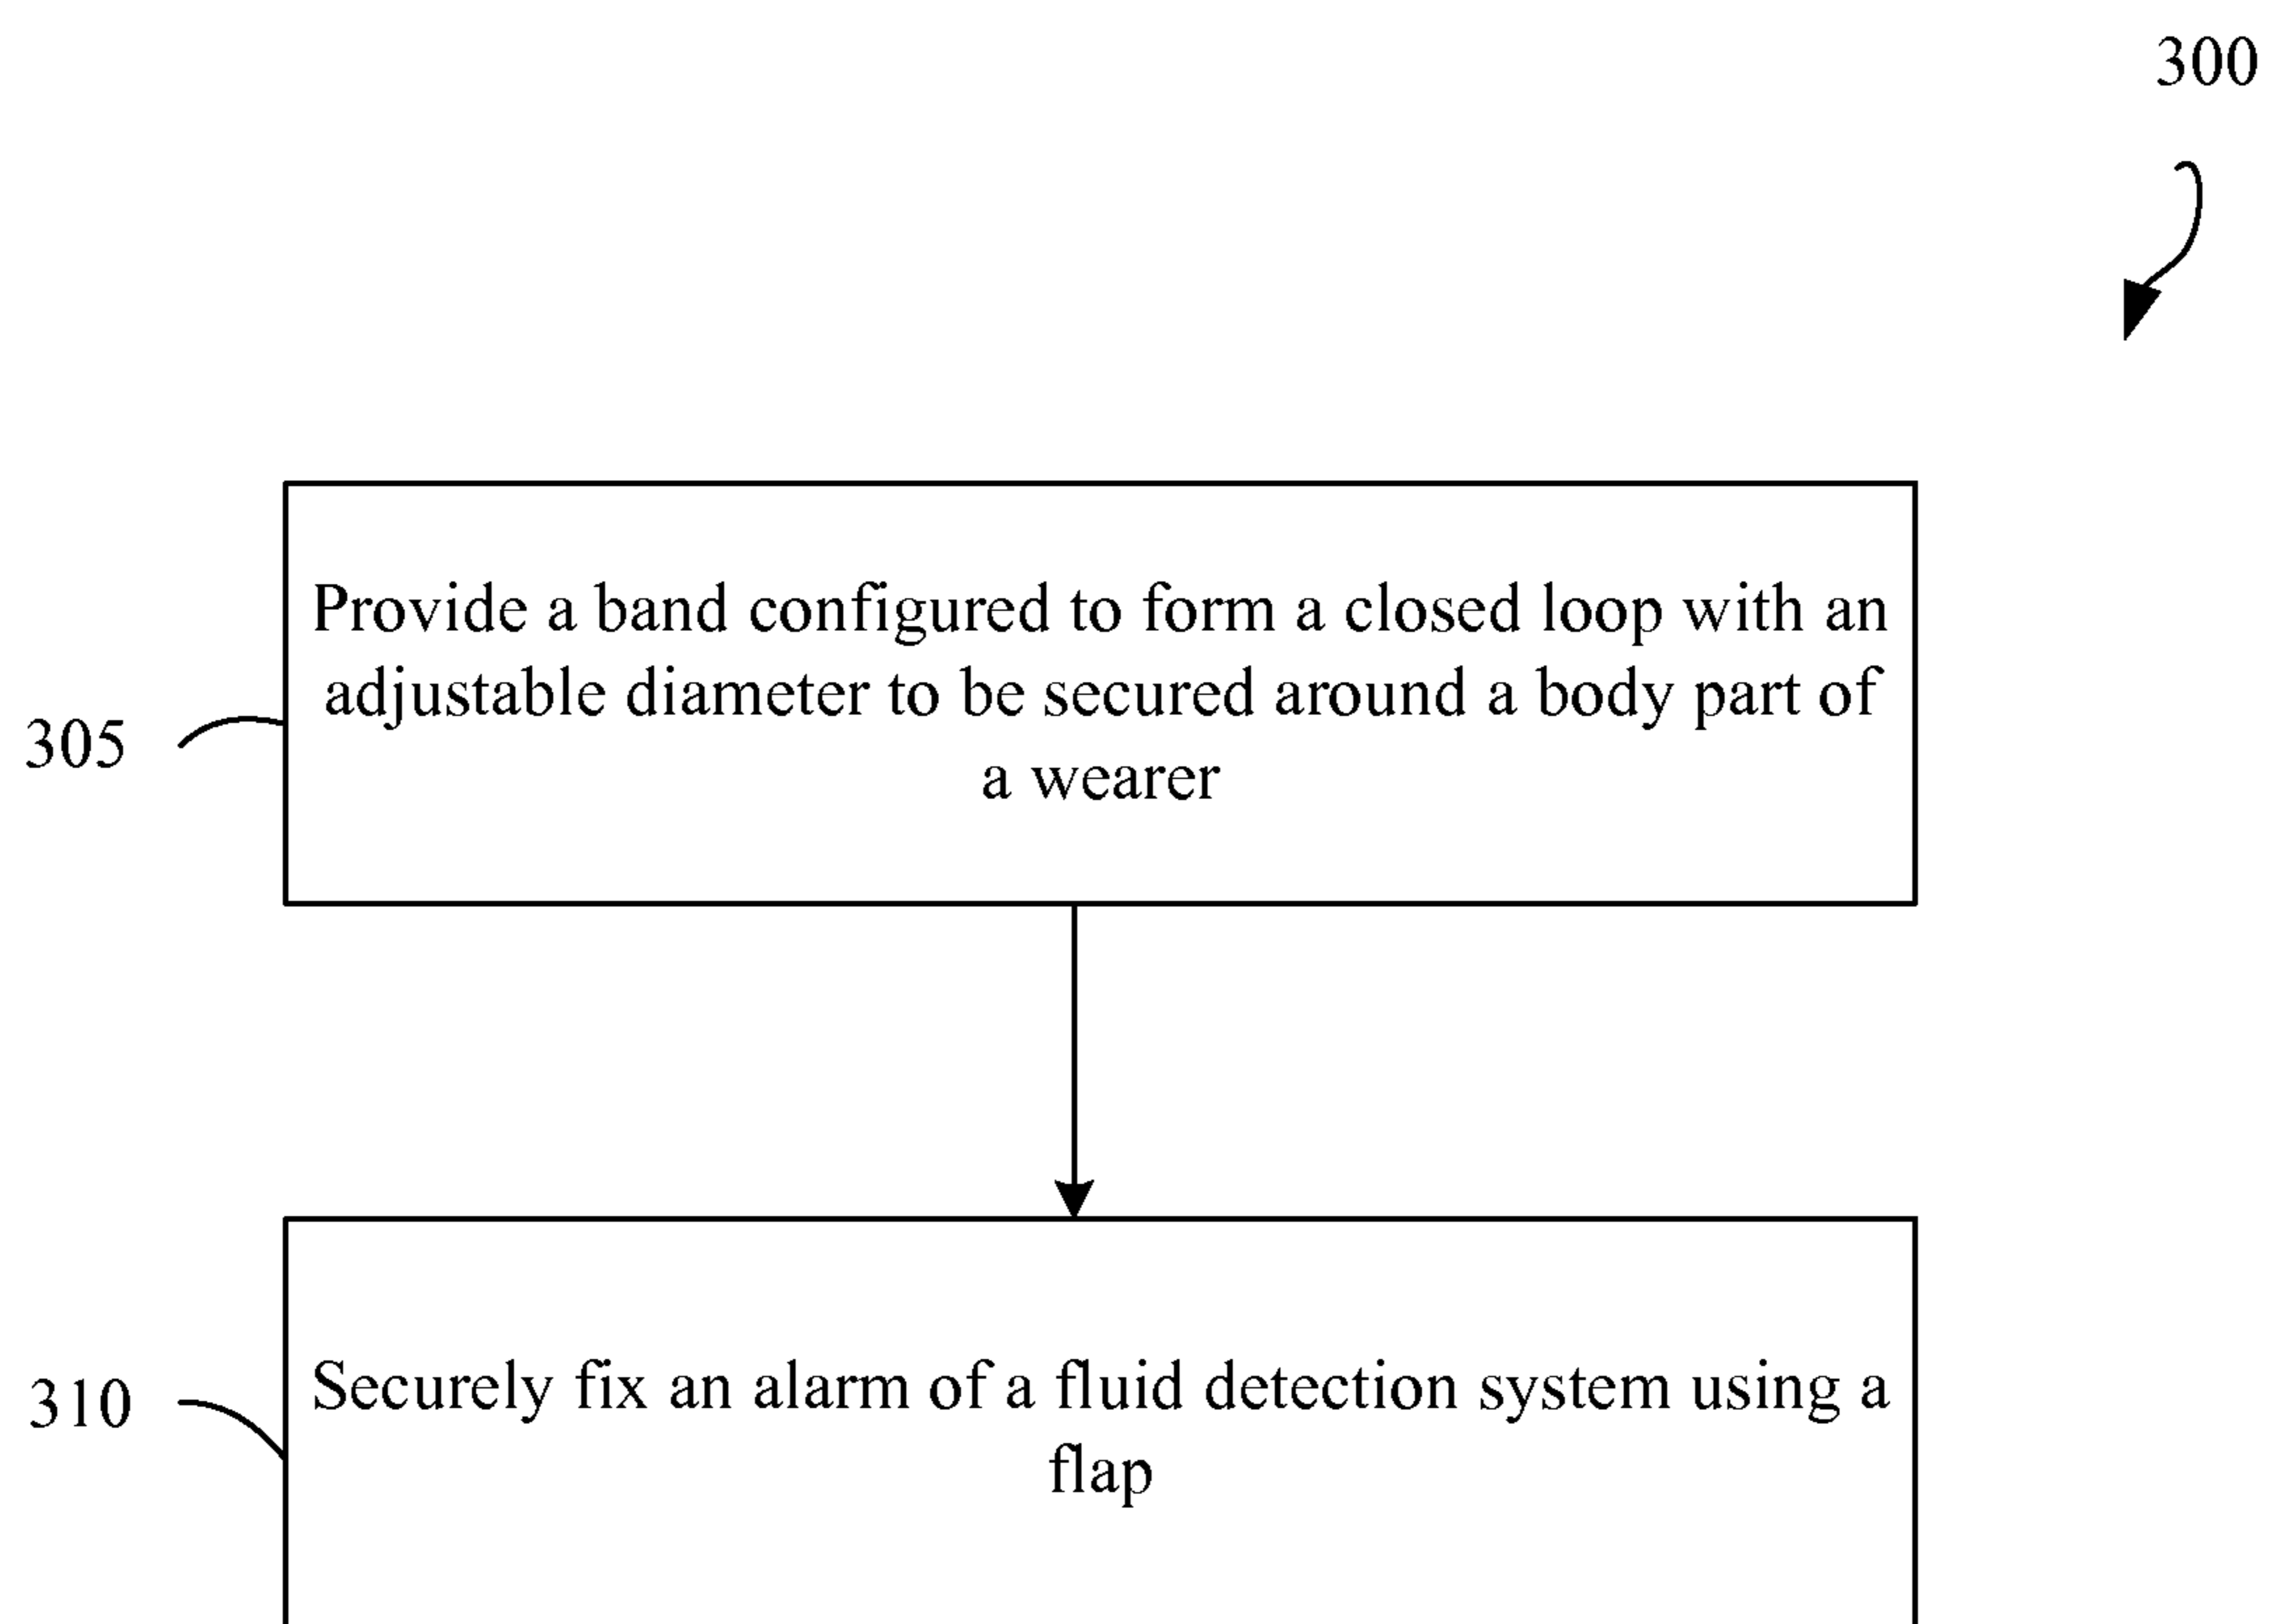 300
Provide a band configured to form a closed loop with an
adjustable diameter to be secured around a body part of
a wearer
305
Securely fix an alarm of a fluid detection system using a
flap
310